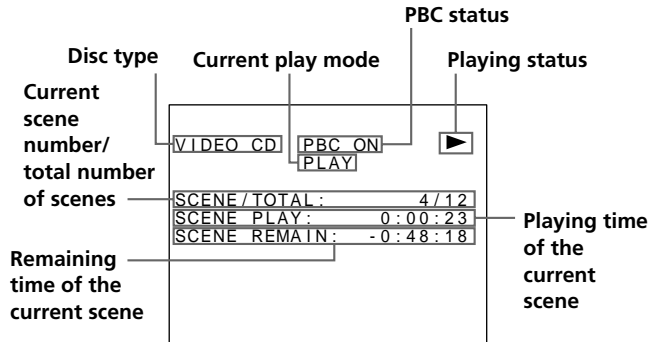 PBC status
Disc type
Current play mode
Playing status
Current
scene
number/
total number
of scenes
VIDEO CD
PBC ON
PLAY
SCENE/TOTAL: 4/12
SCENE PLAY: 0:00:23
SCENE REMAIN: -0:48:18
Playing time
of the
current
scene
Remaining
time of the
current scene